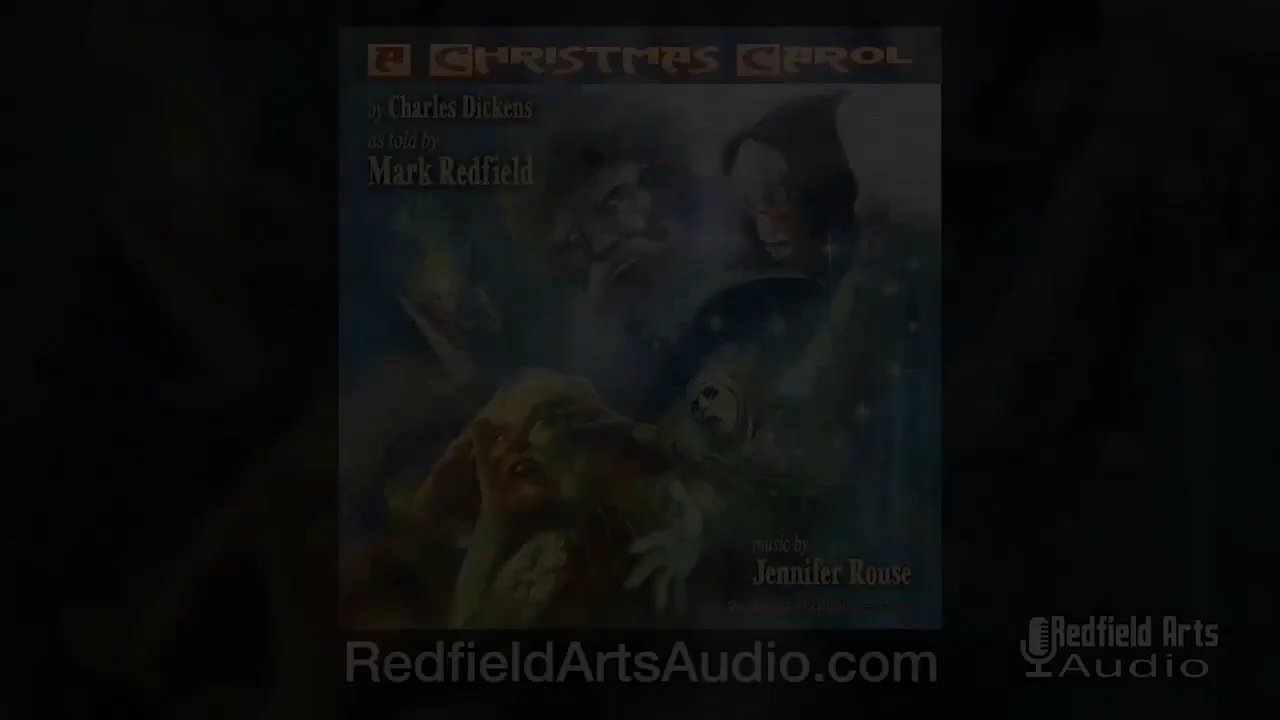 A Christmas Carol
by Charles Dickens
as told by
Mark Redfield
music by
Jennifer Rouse
RedfieldArtsAudio.com
Redfield Arts
Audio